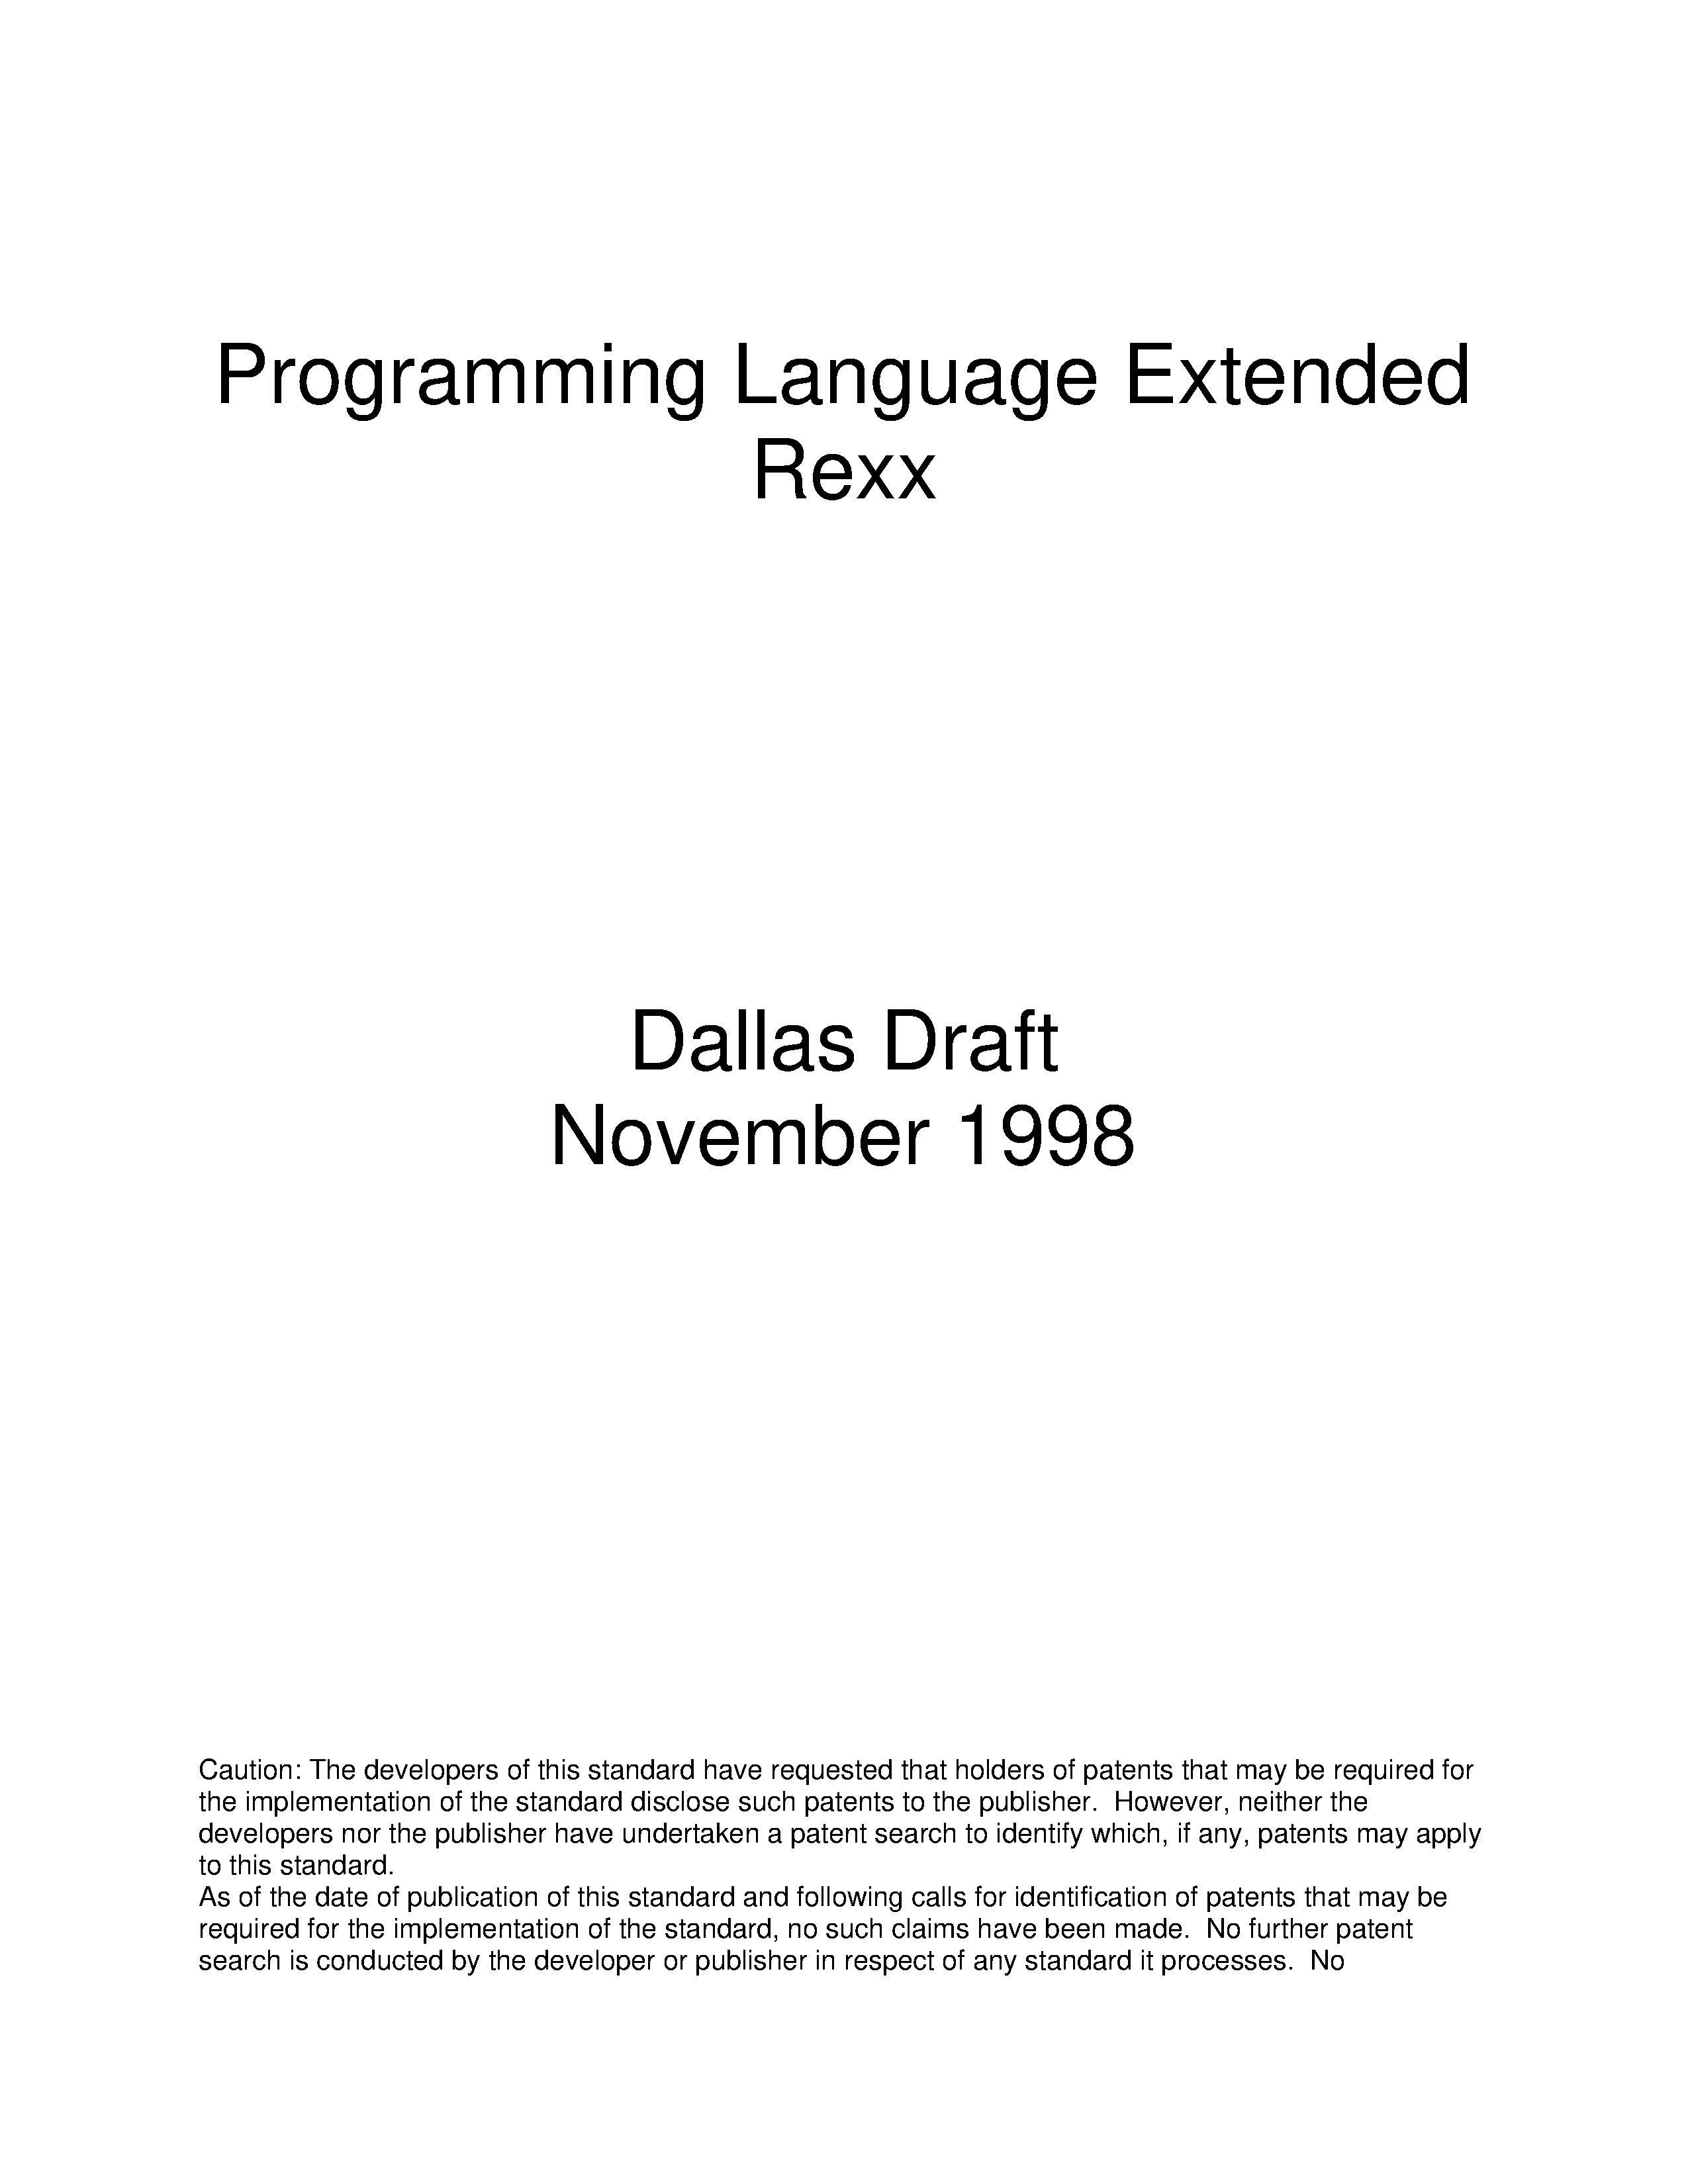 Programming Language Extended
Rexx
Dallas Draft
November 1998
Caution: The developers of this standard have requested that holders of patents that may be required for
the implementation of the standard disclose such patents to the publisher.  However, neither the
developers nor the publisher have undertaken a patent search to identify which, if any, patents may apply
to this standard.
As of the date of publication of this standard and following calls for identification of patents that may be
required for the implementation of the standard, no such claims have been made.  No further patent
search is conducted by the developer or publisher in respect of any standard it processes.  No